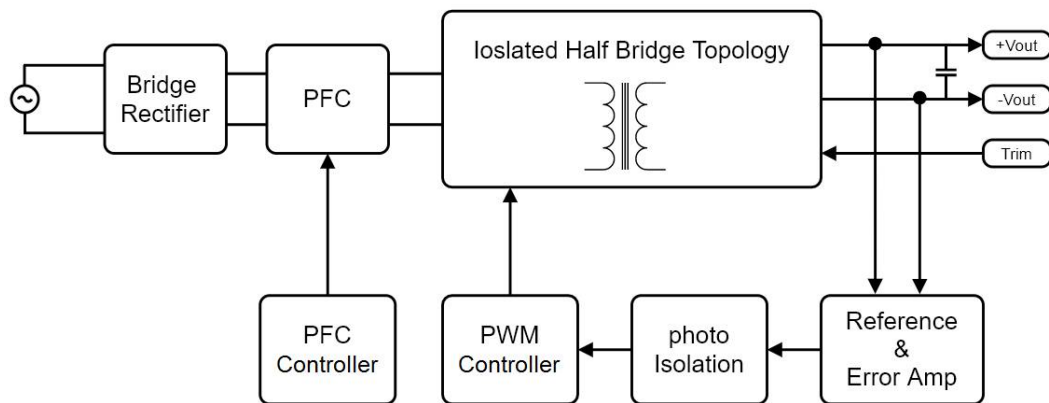 Ioslated Half Bridge Topology
+Vout
Bridge
Rectifier
PFC
-Vout
Trim
PFC
Controller
PWM
Controller
photo
Isolation
Reference
&
Error Amp